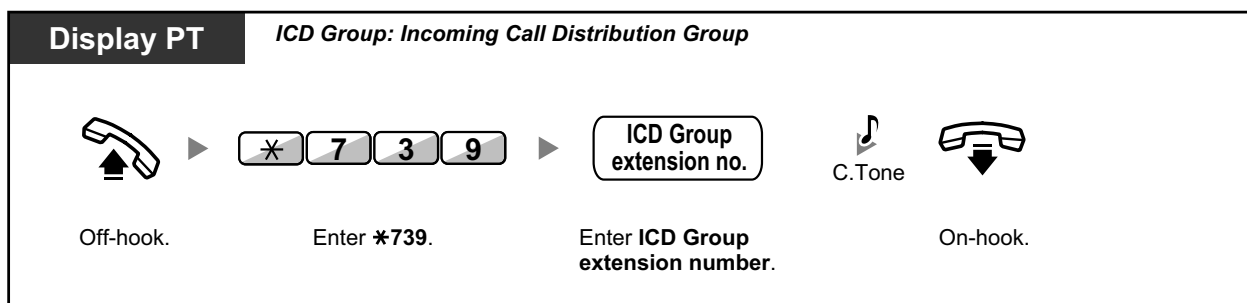 Display PT
ICD Group: Incoming Call Distribution Group
✳ 7 3 9
ICD Group
extension no.
C.Tone
Off-hook.
Enter ✳739.
Enter ICD Group
extension number.
On-hook.